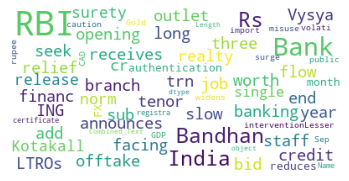 RBI surety outlet Rs Vysya
caution Gold Length
rupee opening long import misuse volati
seek CAD receives realty three Bank public
relief cr authentication surge month
release branch trn job worth flow
financ norm widens tenor dtype single end
ING FX sub slow banking year
certificate registra
add announces Bandhan staff Sep
Kotakall Combined_Text GDP interventionLesser
facing India credit
LTROs offtake object bid reduces Name